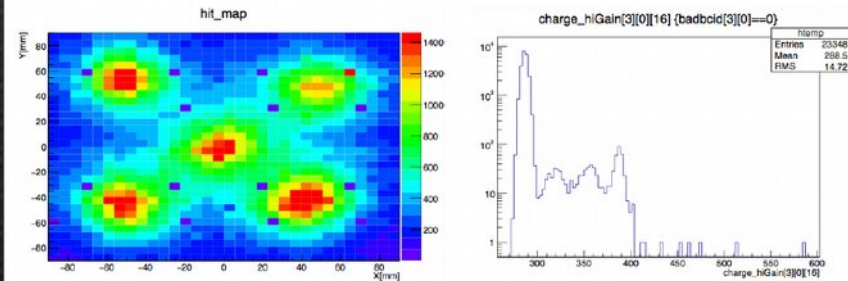 hit_map
Y[mm]
80
60
40
20
0
−20
−40
−60
−80
−80 −60 −40 −20 0 20 40 60 80
X[mm]
1400
1200
1000
800
600
400
200
charge_hiGain[3][0][16] {badbcid[3][0]==0}
htemp
Entries 23348
Mean 288.5
RMS 14.72
10⁴
10³
10²
10
1
300 350 400 450 500 550 600
charge_hiGain[3][0][16]